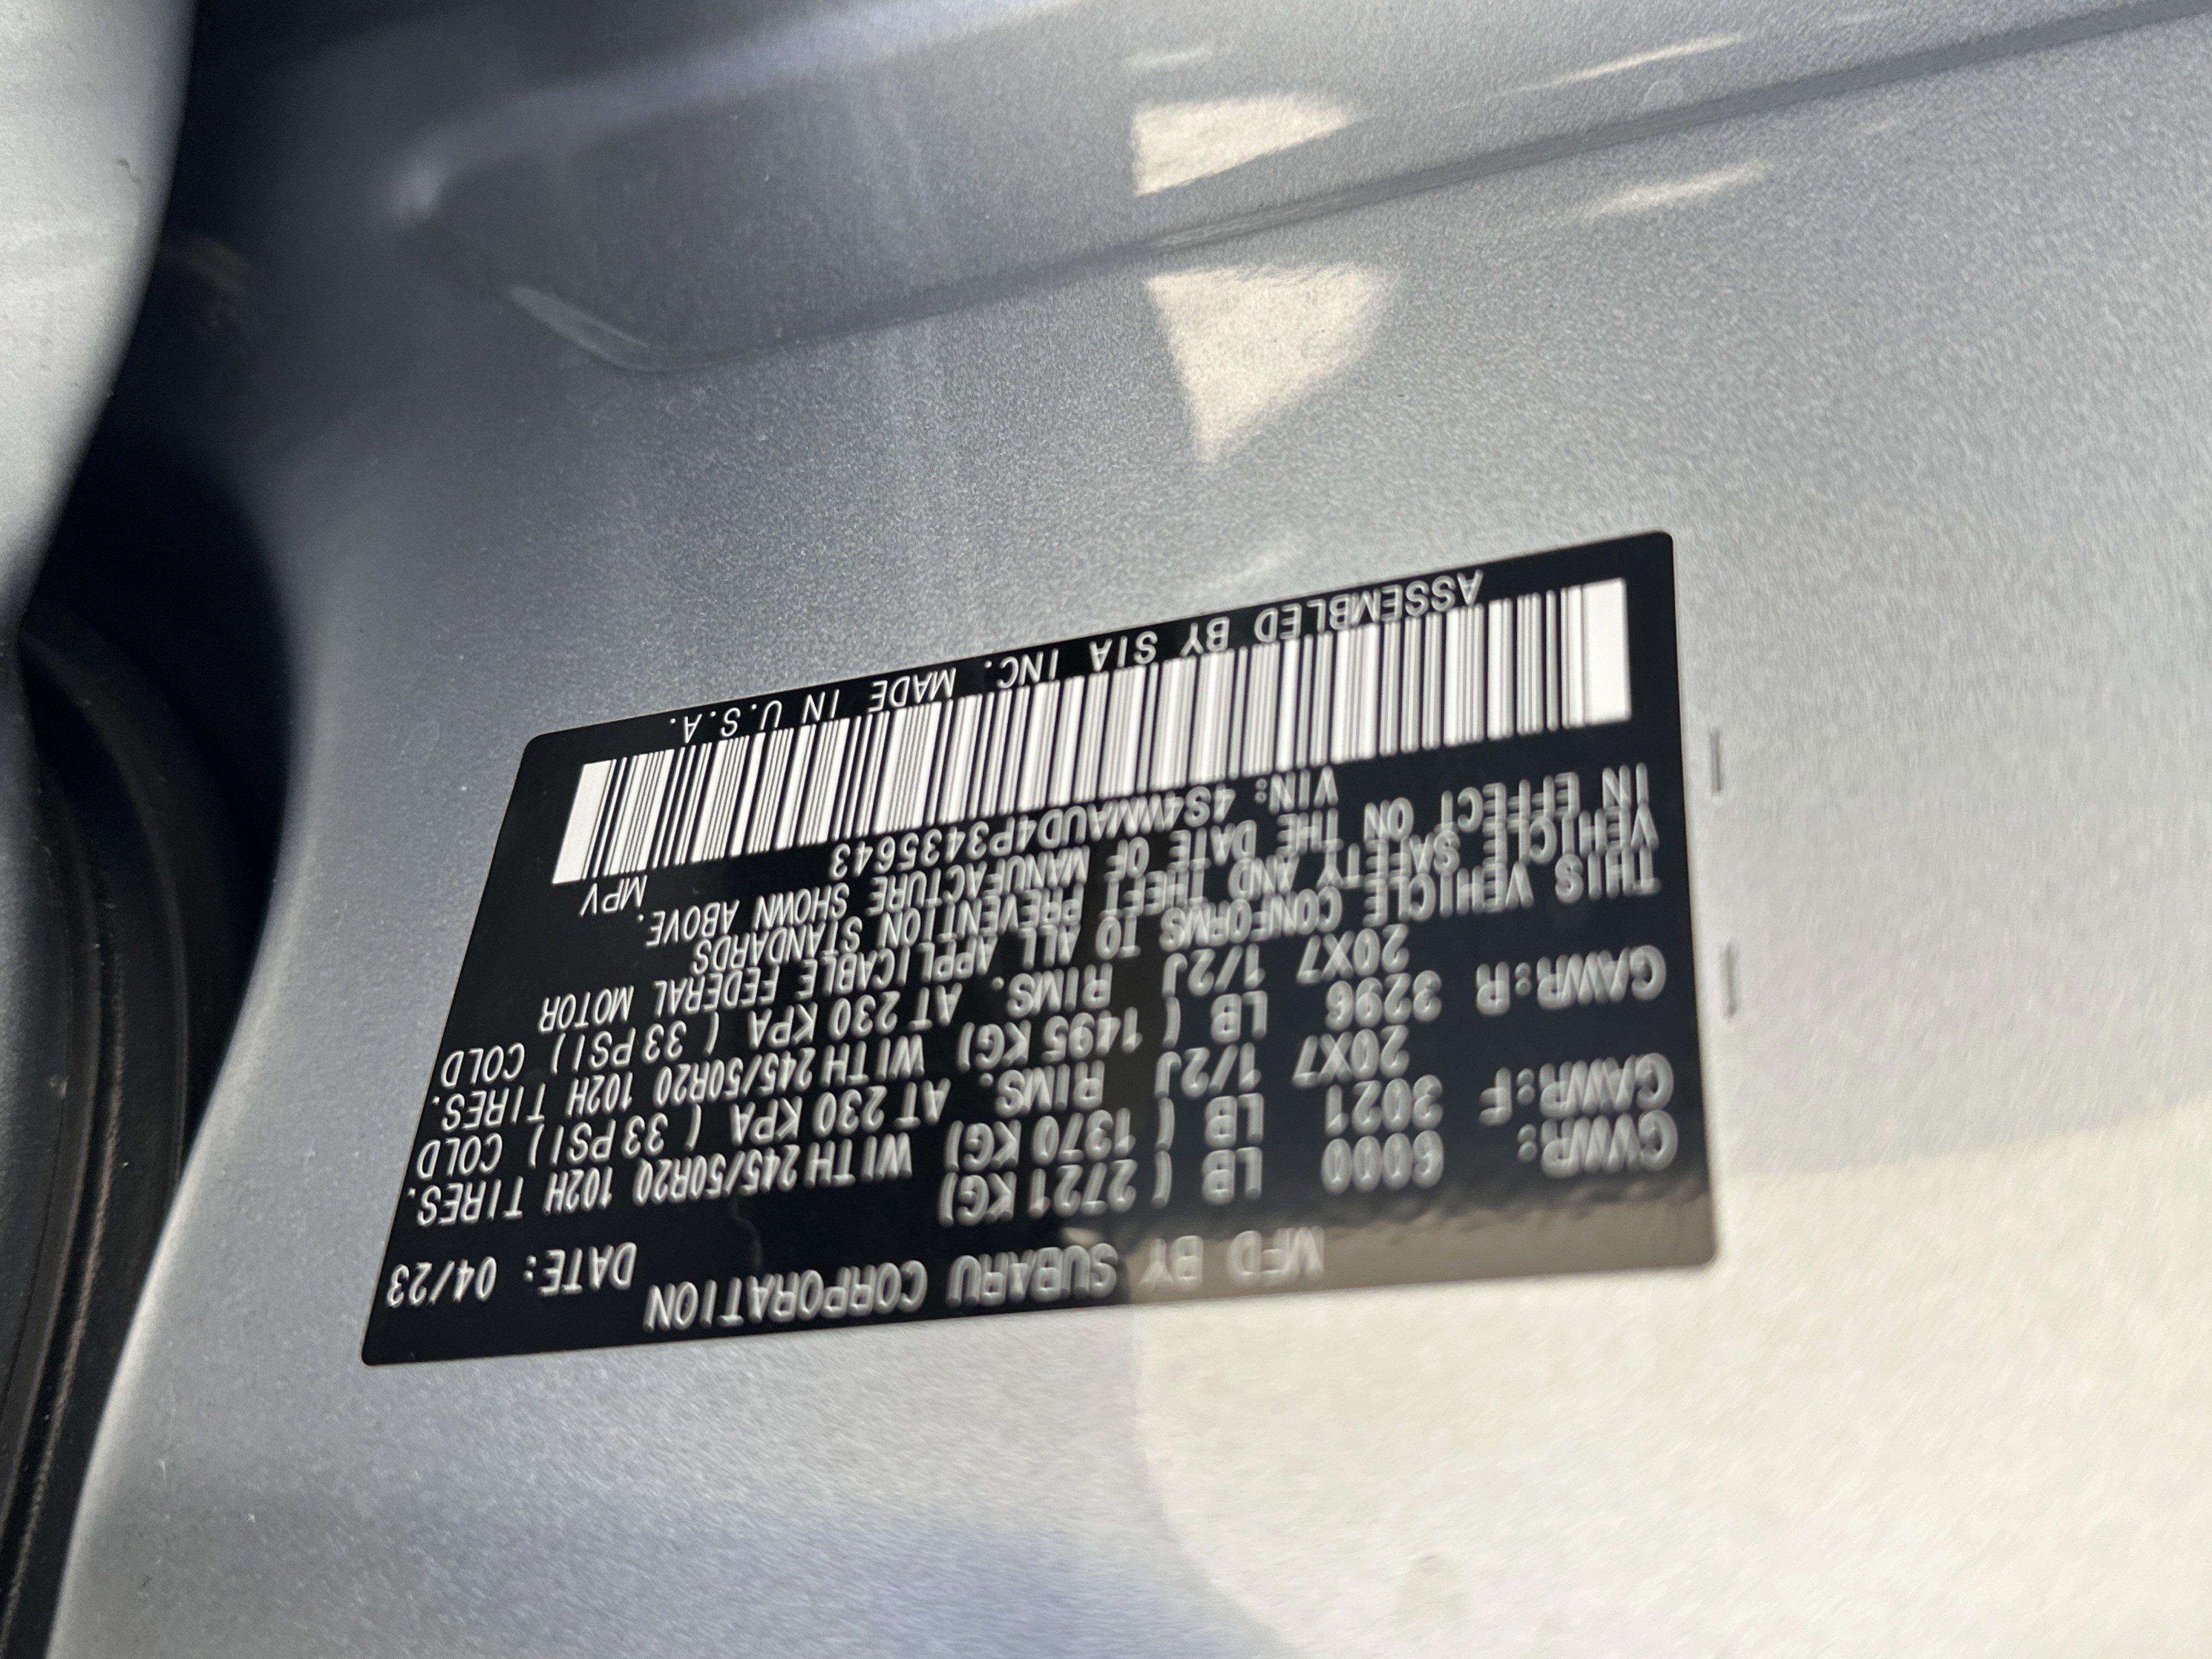 MFD BY SUBARU CORPORATION DATE: 04/23
GVWR: 6000 LB ( 2721 KG)
GAWR:F 3021 LB ( 1370 KG) WITH 245/50R20 102H TIRES.
20X7 1/2J RIMS. AT 230 KPA ( 33 PSI) COLD
GAWR:R 3296 LB ( 1495 KG) WITH 245/50R20 102H TIRES.
20X7 1/2J RIMS. AT 230 KPA ( 33 PSI) COLD
THIS VEHICLE CONFORMS TO ALL APPLICABLE FEDERAL MOTOR
VEHICLE SAFETY AND THEFT PREVENTION STANDARDS
IN EFFECT ON THE DATE OF MANUFACTURE SHOWN ABOVE.
VIN: 4S4WMAUD4P3435643 MPV
ASSEMBLED BY SIA INC. MADE IN U.S.A.